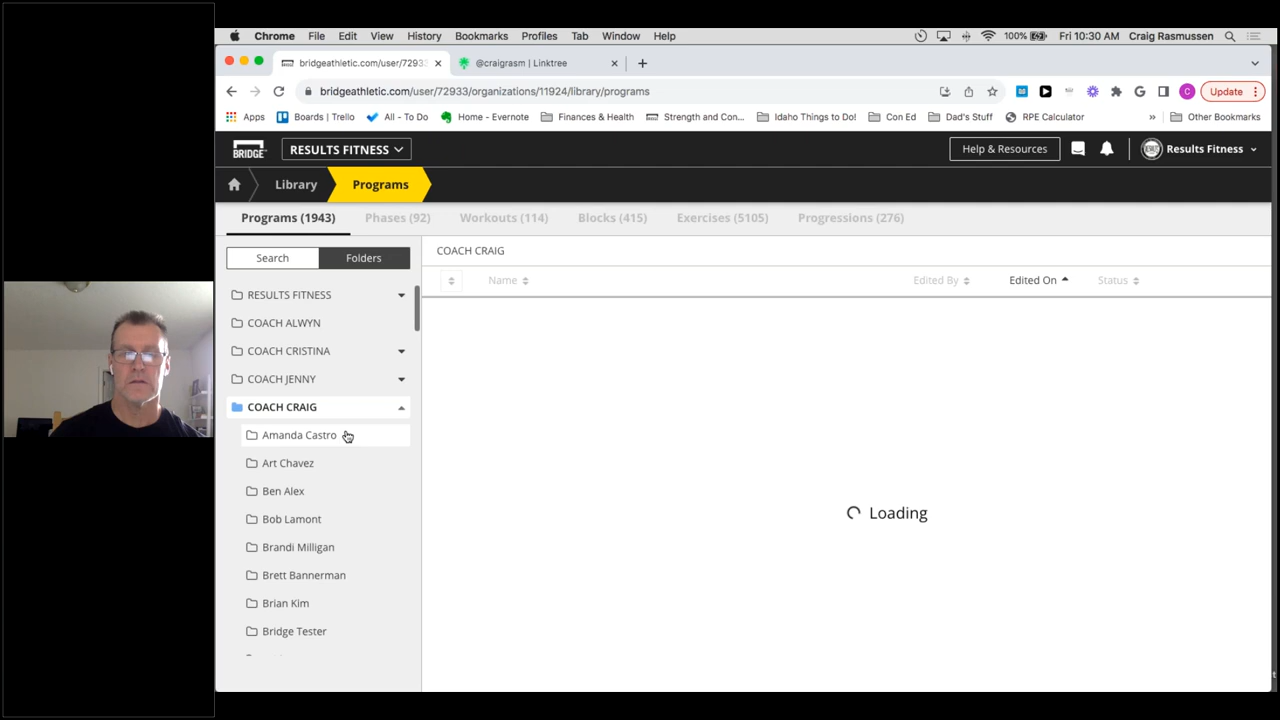 Chrome File Edit View History Bookmarks Profiles Tab Window Help 100% Fri 10:30 AM Craig Rasmussen
bridgeathletic.com/user/72933 @craigrasm | Linktree
bridgeathletic.com/user/72933/organizations/11924/library/programs Update
Apps Boards | Trello All - To Do Home - Evernote Finances & Health Strength and Con... Idaho Things to Do! Con Ed Dad's Stuff RPE Calculator » Other Bookmarks
BRIDGE RESULTS FITNESS Help & Resources Results Fitness
Library Programs
Programs (1943) Phases (92) Workouts (114) Blocks (415) Exercises (5105) Progressions (276)
Search Folders
COACH CRAIG
Name Edited By Edited On Status
RESULTS FITNESS
COACH ALWYN
COACH CRISTINA
COACH JENNY
COACH CRAIG
Amanda Castro
Art Chavez
Ben Alex
Bob Lamont
Brandi Milligan
Brett Bannerman
Brian Kim
Bridge Tester
Loading